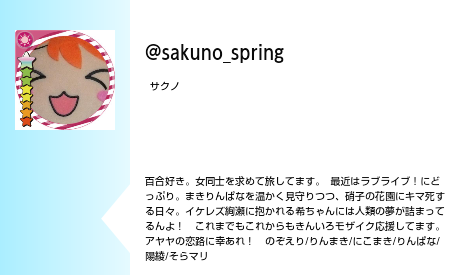 @sakuno_spring
サクノ
百合好き。女同士を求めて旅してます。 最近はラブライブ！にど
っぷり。まきりんぱなを温かく見守りつつ、硝子の花園にキマ死す
る日々。イケレズ絢瀬に抱かれる希ちゃんには人類の夢が詰まって
るんよ！ これまでもこれからもきんいろモザイク応援してます。
アヤヤの恋路に幸あれ！ のぞえり/りんまき/にこまき/りんぱな/
陽綾/そらマリ